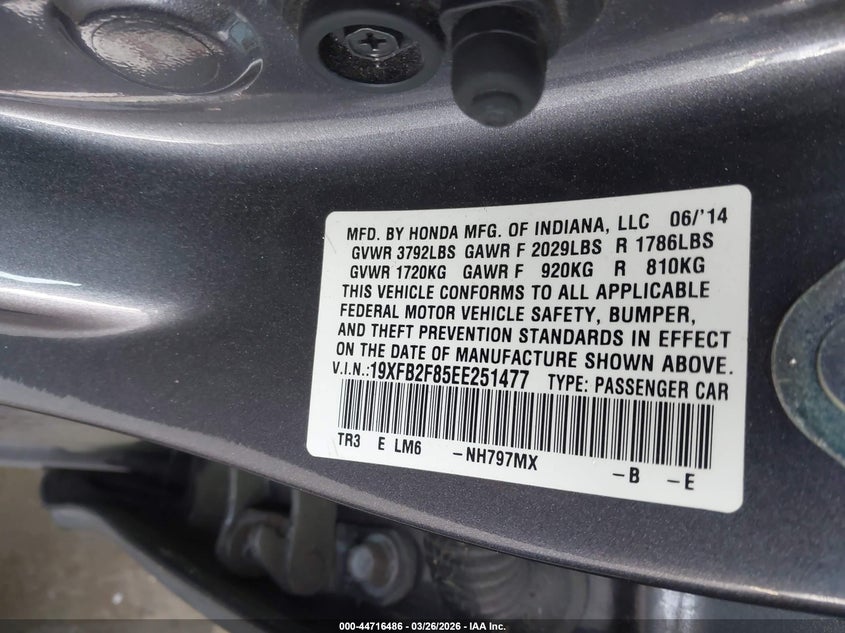 MFD. BY HONDA MFG. OF INDIANA, LLC 06/'14
GVWR 3792LBS GAWR F 2029LBS R 1786LBS
GVWR 1720KG GAWR F 920KG R 810KG
THIS VEHICLE CONFORMS TO ALL APPLICABLE
FEDERAL MOTOR VEHICLE SAFETY, BUMPER,
AND THEFT PREVENTION STANDARDS IN EFFECT
ON THE DATE OF MANUFACTURE SHOWN ABOVE.
V.I.N.:19XFB2F85EE251477 TYPE: PASSENGER CAR
TR3 E LM6 -NH797MX -B -E
000-44716486 - 03/26/2026 - IAA Inc.